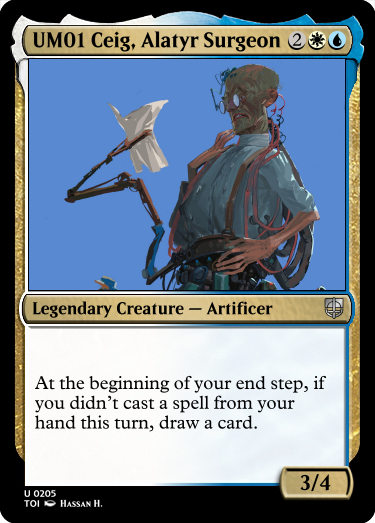 UM01 Ceig, Alatyr Surgeon 2
Legendary Creature — Artificer
At the beginning of your end step, if
you didn't cast a spell from your
hand this turn, draw a card.
3/4
U 0205
TOI Hassan H.